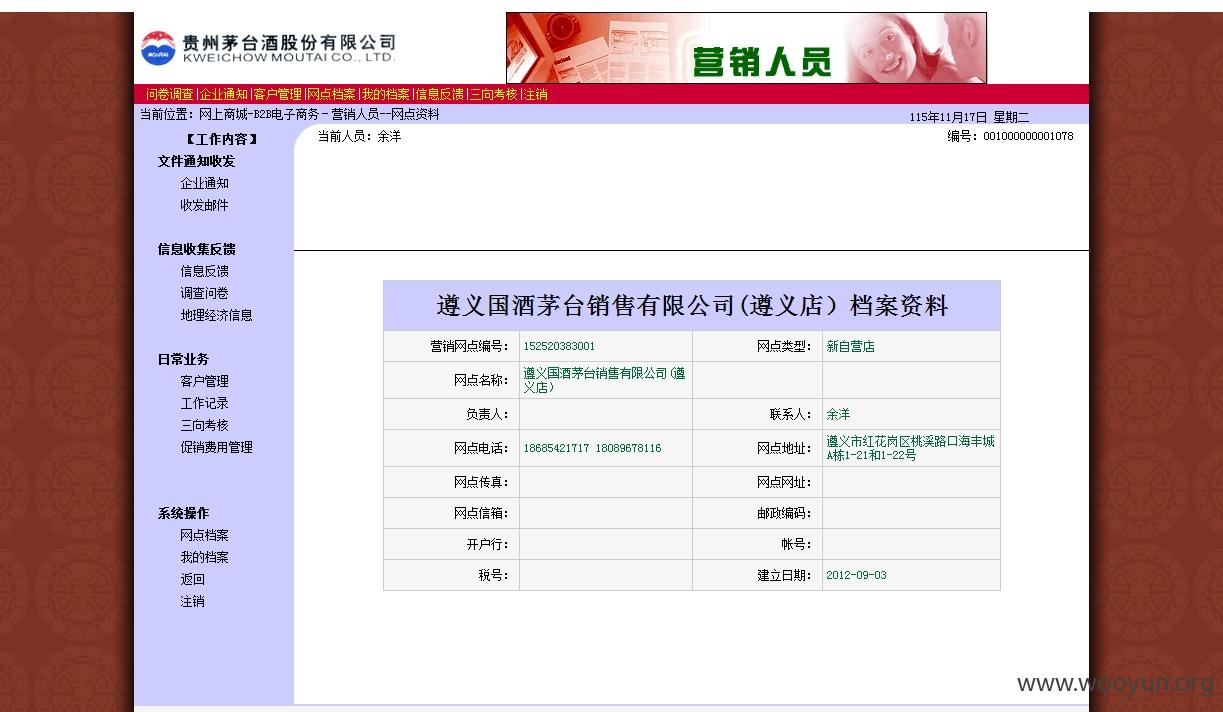 贵州茅台酒股份有限公司
KWEICHOW MOUTAI CO., LTD.
MOUTAI
营销人员
问卷调查|企业通知|客户管理|网点档案|我的档案|信息反馈|三向考核|注销
当前位置：网上商城-B2B电子商务－营销人员--网点资料
115年11月17日 星期二
【工作内容】
当前人员：余洋
编号：001000000001078
文件通知收发
企业通知
收发邮件
信息收集反馈
信息反馈
调查问卷
地理经济信息
日常业务
客户管理
工作记录
三向考核
促销费用管理
系统操作
网点档案
我的档案
返回
注销
遵义国酒茅台销售有限公司(遵义店）档案资料
营销网点编号： 152520383001 网点类型： 新自营店
网点名称： 遵义国酒茅台销售有限公司(遵
义店）
负责人： 联系人： 余洋
网点电话： 18685421717 18089678116 网点地址： 遵义市红花岗区桃溪路口海丰城
A栋1-21和1-22号
网点传真： 网点网址：
网点信箱： 邮政编码：
开户行： 帐号：
税号： 建立日期： 2012-09-03
www.wooyun.org